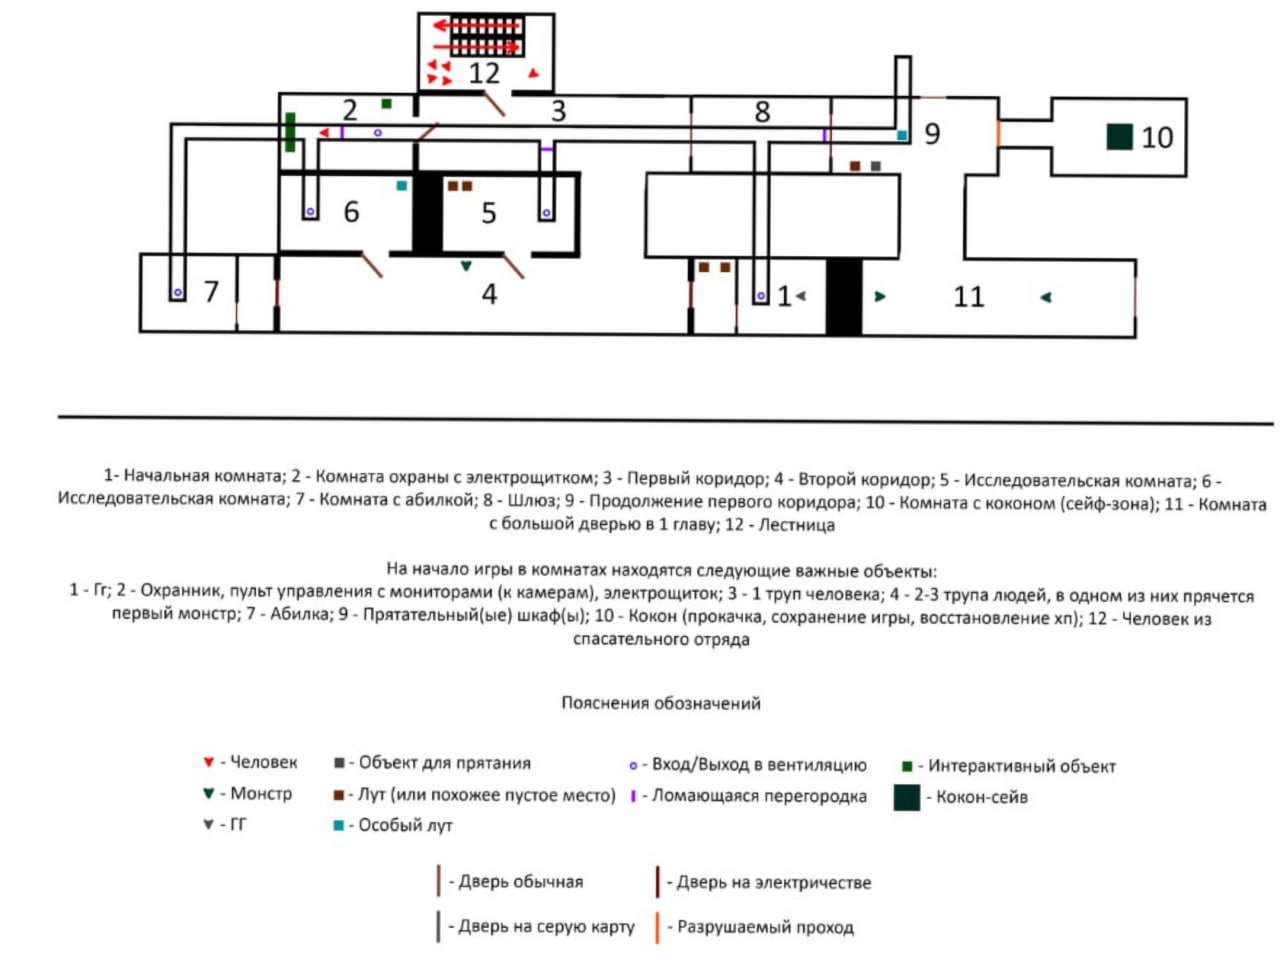 12
2
3
8
9
10
6
5
7
4
1
11
1- Начальная комната; 2 - Комната охраны с электрощитком; 3 - Первый коридор; 4 - Второй коридор; 5 - Исследовательская комната; 6 -
Исследовательская комната; 7 - Комната с абилкой; 8 - Шлюз; 9 - Продолжение первого коридора; 10 - Комната с коконом (сейф-зона); 11 - Комната
с большой дверью в 1 главу; 12 - Лестница
На начало игры в комнатах находятся следующие важные объекты:
1 - Гг; 2 - Охранник, пульт управления с мониторами (к камерам), электрощиток; 3 - 1 труп человека; 4 - 2-3 трупа людей, в одном из них прячется
первый монстр; 7 - Абилка; 9 - Прятательный(ые) шкаф(ы); 10 - Кокон (прокачка, сохранение игры, восстановление хп); 12 - Человек из
спасательного отряда
Пояснения обозначений
- Человек - Объект для прятания - Вход/Выход в вентиляцию - Интерактивный объект
- Монстр - Лут (или похожее пустое место) - Ломающаяся перегородка - Кокон-сейв
- ГГ - Особый лут
- Дверь обычная - Дверь на электричестве
- Дверь на серую карту - Разрушаемый проход